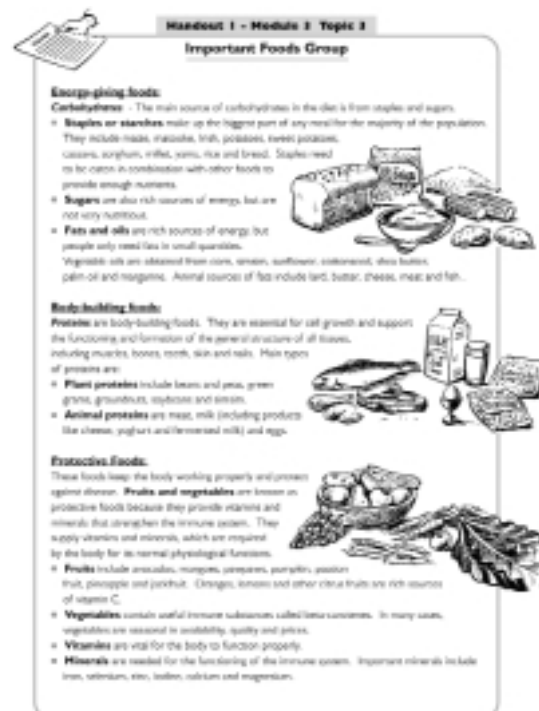 Handout 1 - Module 3 Topic 3
Important Foods Group
Energy-giving foods:
Carbohydrates - The main source of carbohydrates in the diet is from staples and sugars.
Staples or starches make up the biggest part of any meal for the majority of the population.
They include maize, matooke, Irish, potatoes, sweet potatoes,
cassava, sorghum, millet, yams, rice and bread. Staples need
to be eaten in combination with other foods to
provide enough nutrients.
Sugars are also rich sources of energy, but are
not very nutritious.
Fats and oils are rich sources of energy but
people only need fats in small quantities.
Vegetable oils are obtained from corn, simsim, sunflower, cottonseed, shea butter,
palm oil and margarine. Animal sources of fats include lard, butter, cheese, meat and fish.
Body-building foods:
Proteins are body-building foods. They are essential for cell growth and support
the functioning and formation of the general structure of all tissues,
including muscles, bones, teeth, skin and nails. Main types
of proteins are:
Plant proteins include beans and peas, green
grams, groundnuts, soybeans and simsim.
Animal proteins are meat, milk (including products
like cheese, yoghurt and fermented milk) and eggs.
Protective Foods:
These foods keep the body working properly and protect
against disease. Fruits and vegetables are known as
protective foods because they provide vitamins and
minerals that strengthen the immune system. They
supply vitamins and minerals, which are required
by the body for its normal physiological functions.
Fruits include avocados, mangoes, pawpaws, pumpkin, passion
fruit, pineapple and jackfruit. Oranges, lemons and other citrus fruits are rich sources
of vitamin C.
Vegetables contain useful immune substances called beta-carotenes. In many cases,
vegetables are seasonal in availability, quality and prices.
Vitamins are vital for the body to function properly.
Minerals are needed for the functioning of the immune system. Important minerals include
iron, selenium, zinc, iodine, calcium and magnesium.